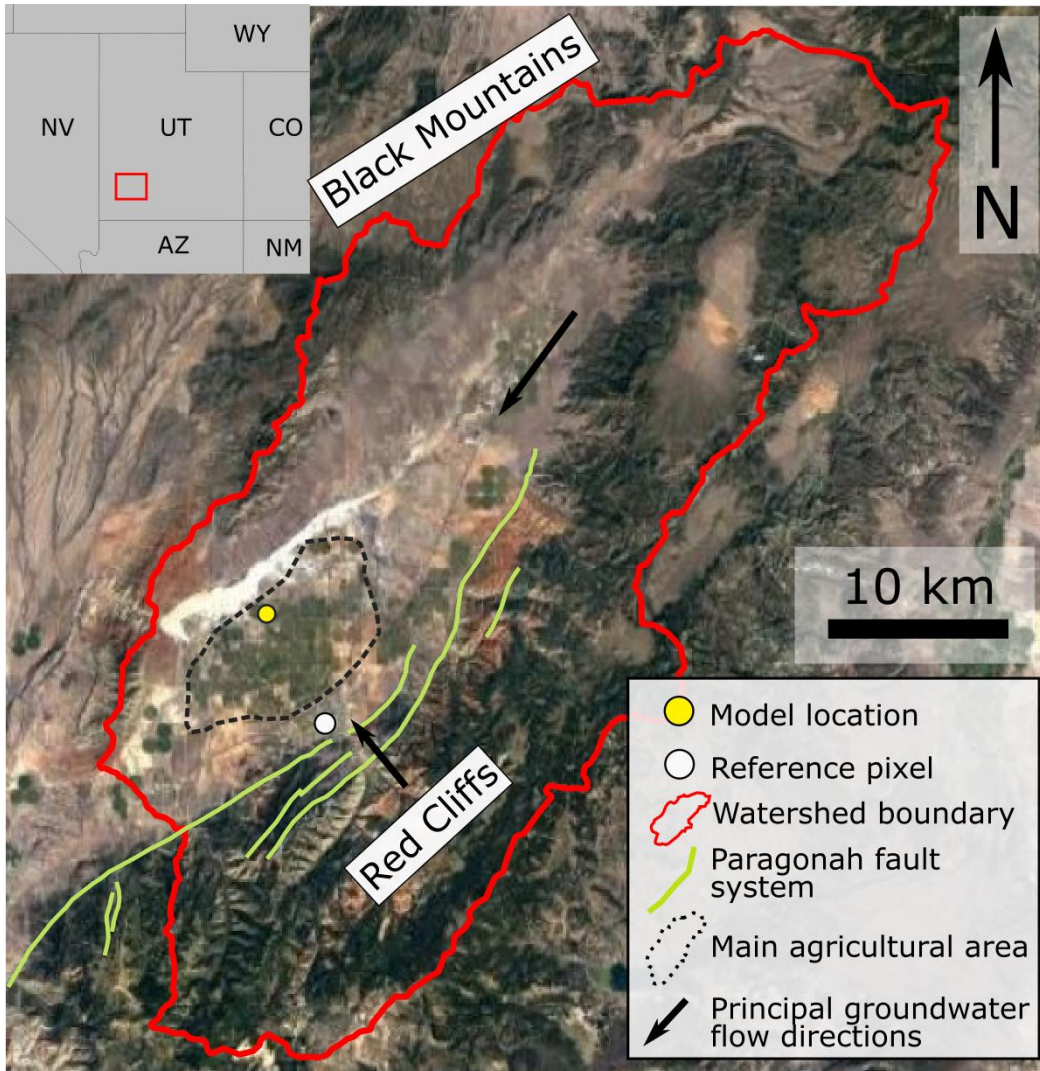 WY
NV
UT
CO
AZ
NM
Black Mountains
N
10 km
Red Cliffs
Model location
Reference pixel
Watershed boundary
Paragonah fault
system
Main agricultural area
Principal groundwater
flow directions